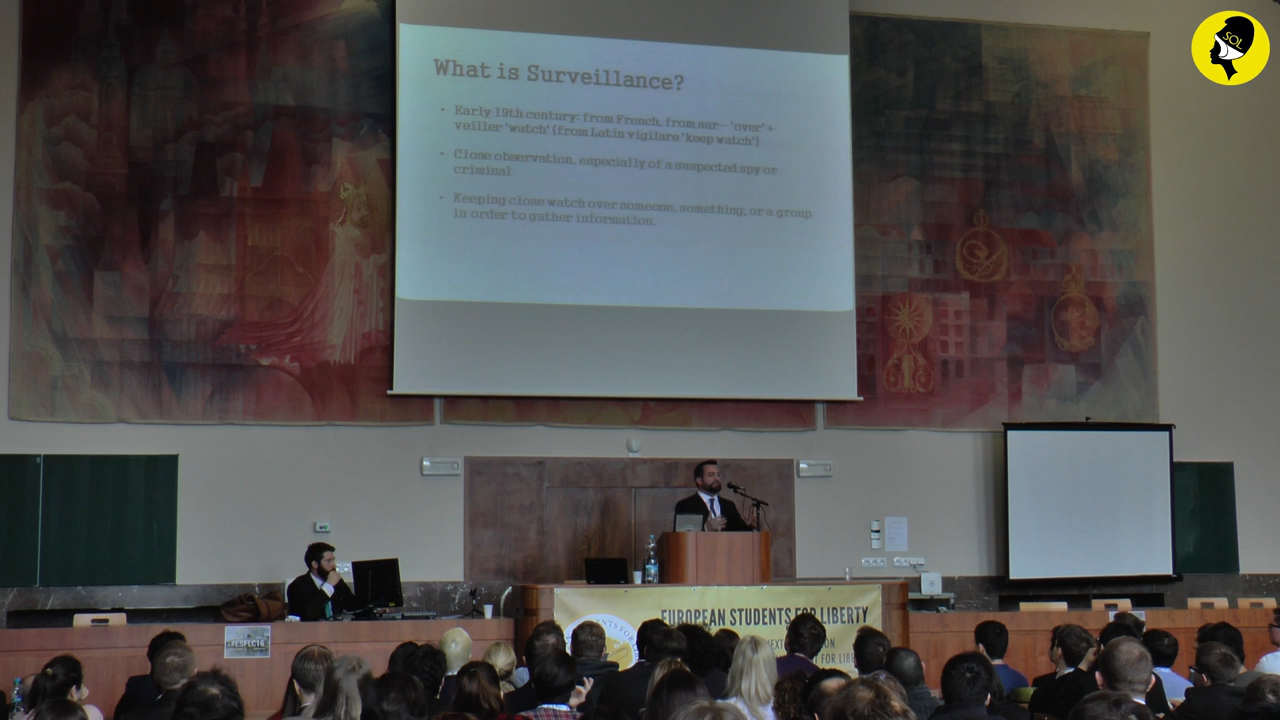 SOL
What is Surveillance?
• Early 19th century: from French, from sur– 'over' +
veiller 'watch' (from Latin vigilare 'keep watch')
• Close observation, especially of a suspected spy or
criminal
• Keeping close watch over someone, something, or a group
in order to gather information.
EUROPEAN STUDENTS FOR LIBERTY
#ESFLC16